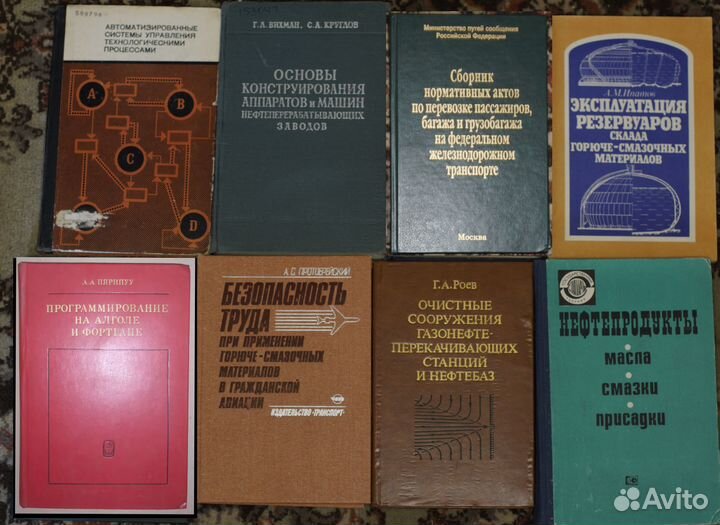 АВТОМАТИЗИРОВАННЫЕ
СИСТЕМЫ УПРАВЛЕНИЯ
ТЕХНОЛОГИЧЕСКИМИ
ПРОЦЕССАМИ
A
B
C
D
Г. Л. ВИХМАН, С. А. КРУГЛОВ
ОСНОВЫ
КОНСТРУИРОВАНИЯ
АППАРАТОВ и МАШИН
НЕФТЕПЕРЕРАБАТЫВАЮЩИХ
ЗАВОДОВ
Министерство путей сообщения
Российской Федерации
Сборник
нормативных актов
по перевозке пассажиров,
багажа и грузобагажа
на федеральном
железнодорожном
транспорте
Москва
А.М.Ипатов
ЭКСПЛУАТАЦИЯ
РЕЗЕРВУАРОВ
СКЛАДА
ГОРЮЧЕ-СМАЗОЧНЫХ
МАТЕРИАЛОВ
А. А. ПЯРНПУУ
ПРОГРАММИРОВАНИЕ
НА АЛГОЛЕ
И ФОРТРАНЕ
А.С. ПРОТОЕРЕЙСКИЙ
БЕЗОПАСНОСТЬ
ТРУДА
ПРИ ПРИМЕНЕНИИ
ГОРЮЧЕ-СМАЗОЧНЫХ
МАТЕРИАЛОВ
В ГРАЖДАНСКОЙ
АВИАЦИИ
ИЗДАТЕЛЬСТВО «ТРАНСПОРТ»
Г.А.Роев
ОЧИСТНЫЕ
СООРУЖЕНИЯ
ГАЗОНЕФТЕ-
ПЕРЕКАЧИВАЮЩИХ
СТАНЦИЙ
И НЕФТЕБАЗ
НЕФТЕПРОДУКТЫ
масла
смазки
присадки
Avito